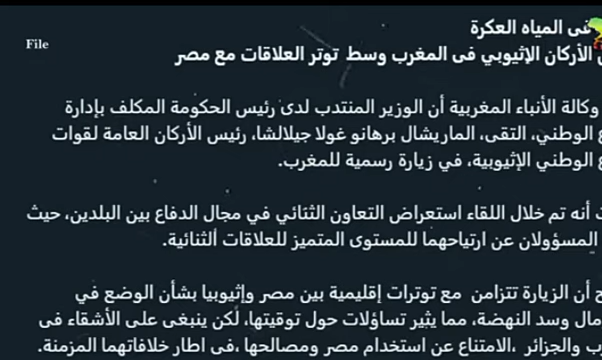 فى المياه العكرة
File
الأركان الإثيوبي فى المغرب وسط توتر العلاقات مع مصر
وكالة الأنباء المغربية أن الوزير المنتدب لدى رئيس الحكومة المكلف بإدارة
الوطني، التقى، الماريشال برهانو غولا جيلالشا، رئيس الأركان العامة لقوات
الوطني الإثيوبية، في زيارة رسمية للمغرب.
أنه تم خلال اللقاء استعراض التعاون الثنائي في مجال الدفاع بين البلدين، حيث
المسؤولان عن ارتياحهما للمستوى المتميز للعلاقات الثنائية.
أن الزيارة تتزامن مع توترات إقليمية بين مصر وإثيوبيا بشأن الوضع في
مال وسد النهضة، مما يثير تساؤلات حول توقيتها، لكن ينبغى على الأشقاء فى
ب والجزائر ،الامتناع عن استخدام مصر ومصالحها ،فى اطار خلافاتهما المزمنة.